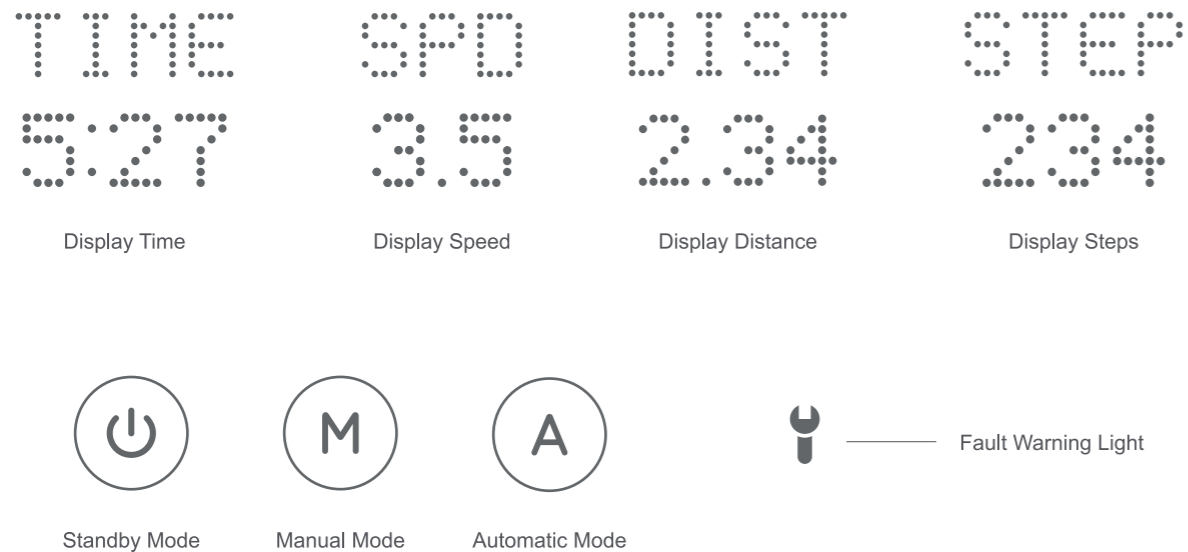 TIME SPD DIST STEP
5:27 3.5 2.34 234
Display Time Display Speed Display Distance Display Steps
M A
Fault Warning Light
Standby Mode Manual Mode Automatic Mode